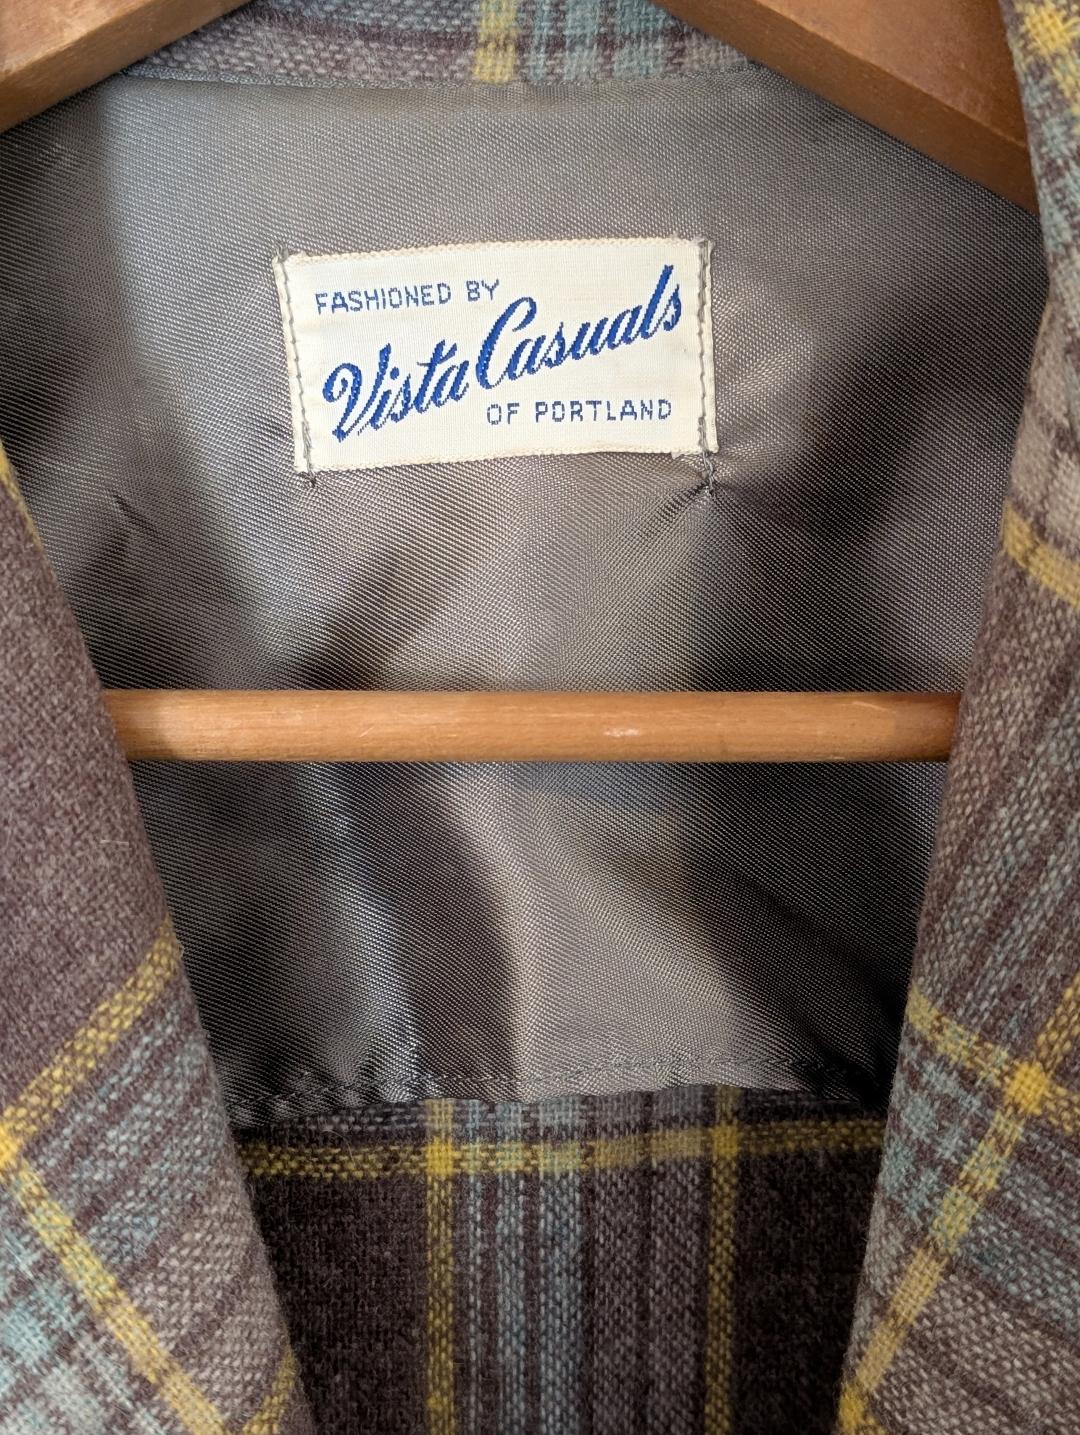 FASHIONED BY
Vista Casuals
OF PORTLAND